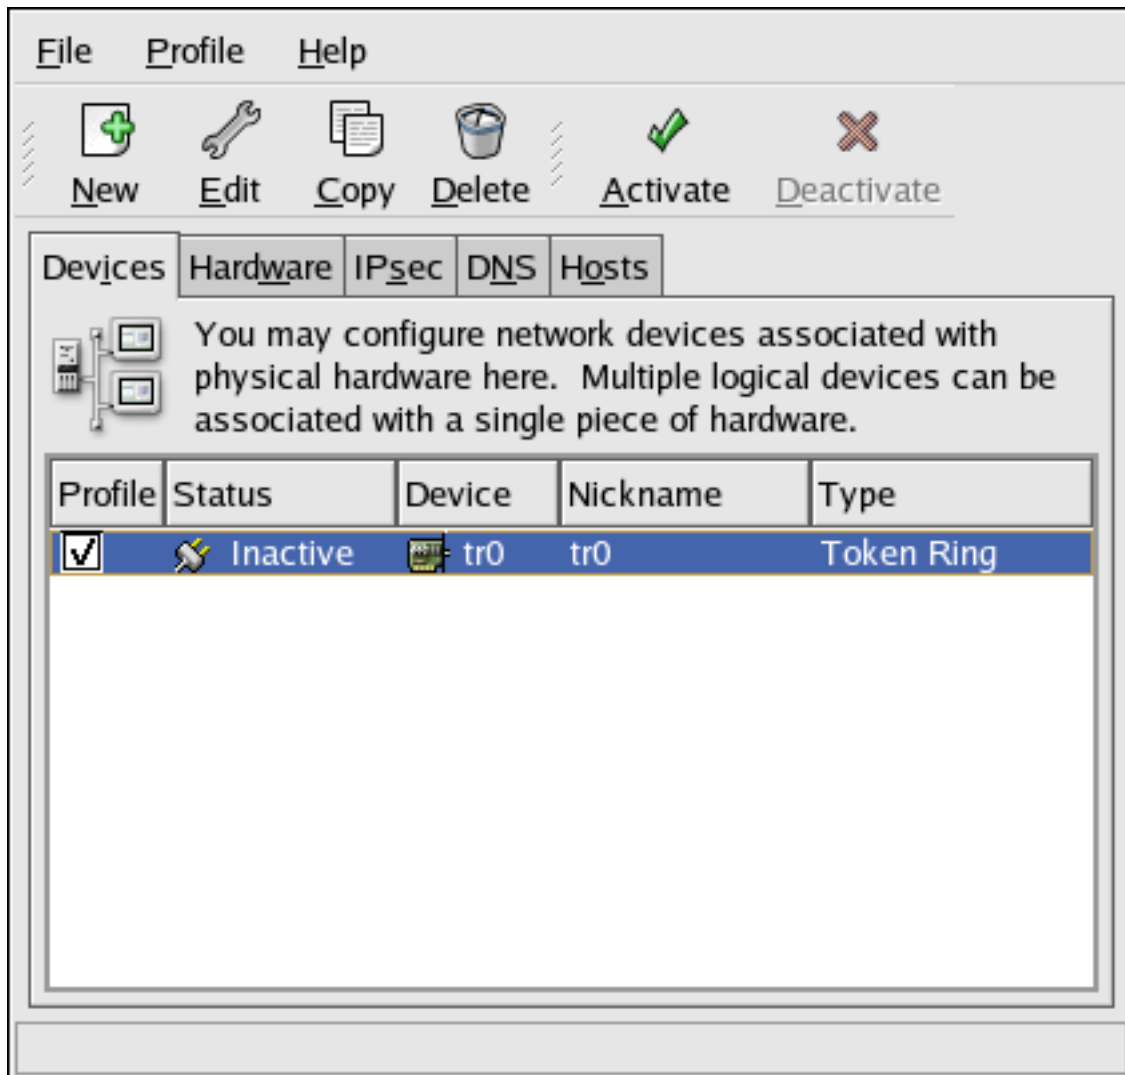 File Profile Help
New Edit Copy Delete Activate Deactivate
Devices Hardware IPsec DNS Hosts
You may configure network devices associated with
physical hardware here. Multiple logical devices can be
associated with a single piece of hardware.
Profile Status Device Nickname Type
Inactive tr0 tr0 Token Ring